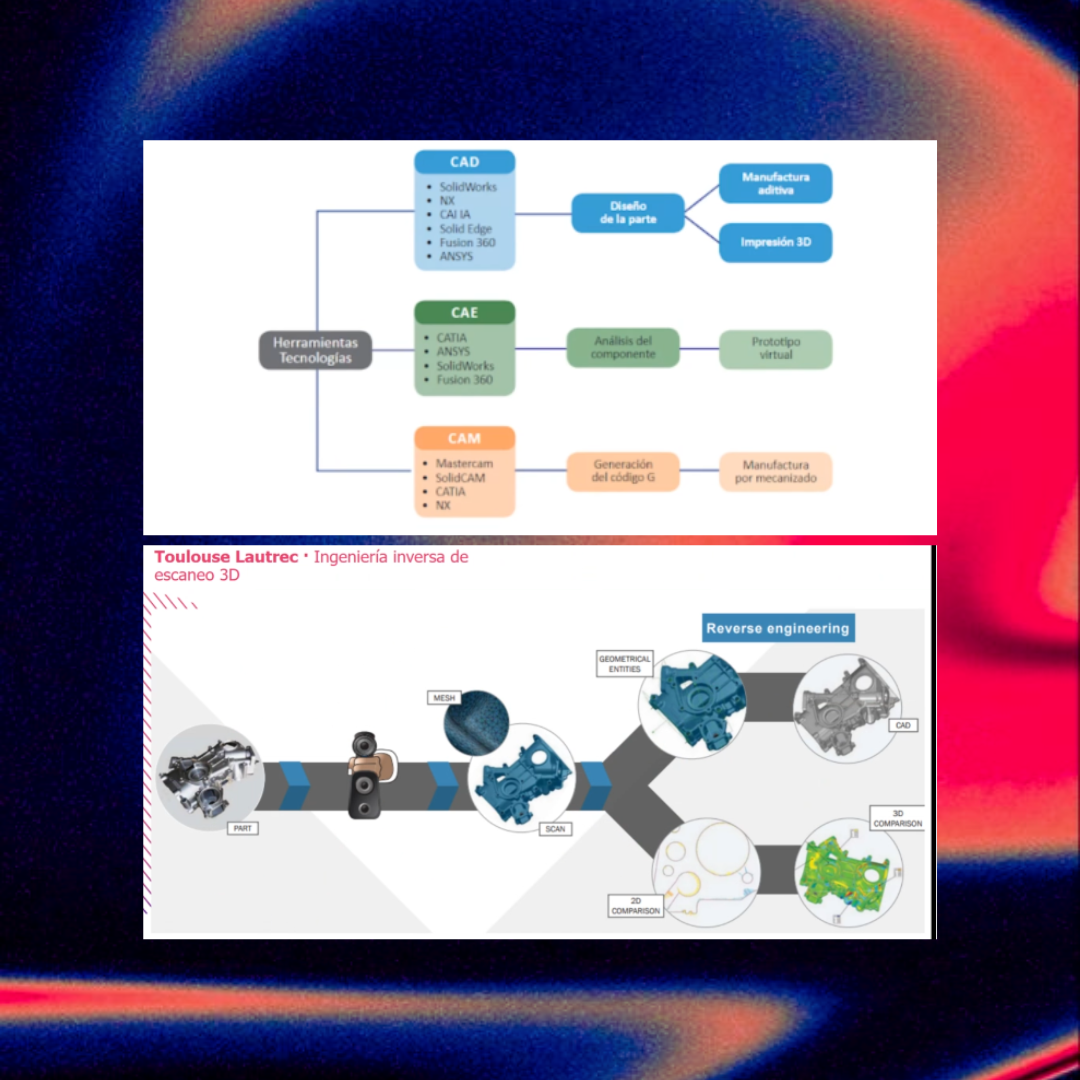 CAD
• SolidWorks
• NX
• CAI IA
• Solid Edge
• Fusion 360
• ANSYS
Diseño
de la parte
Manufactura
aditiva
Impresión 3D
Herramientas
Tecnologías
CAE
• CATIA
• ANSYS
• SolidWorks
• Fusion 360
Análisis del
componente
Prototipo
virtual
CAM
• Mastercam
• SolidCAM
• CATIA
• NX
Generación
del código G
Manufactura
por mecanizado
Toulouse Lautrec · Ingeniería inversa de
escaneo 3D
Reverse engineering
GEOMETRICAL
ENTITIES
MESH
CAD
PART
SCAN
3D
COMPARISON
2D
COMPARISON